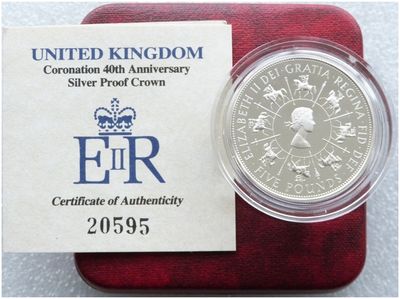 UNITED KINGDOM
Coronation 40th Anniversary
Silver Proof Crown
EIIR
Certificate of Authenticity
20595
ELIZABETH II DEI·GRATIA REGINA FID·DEF
FIVE POUNDS